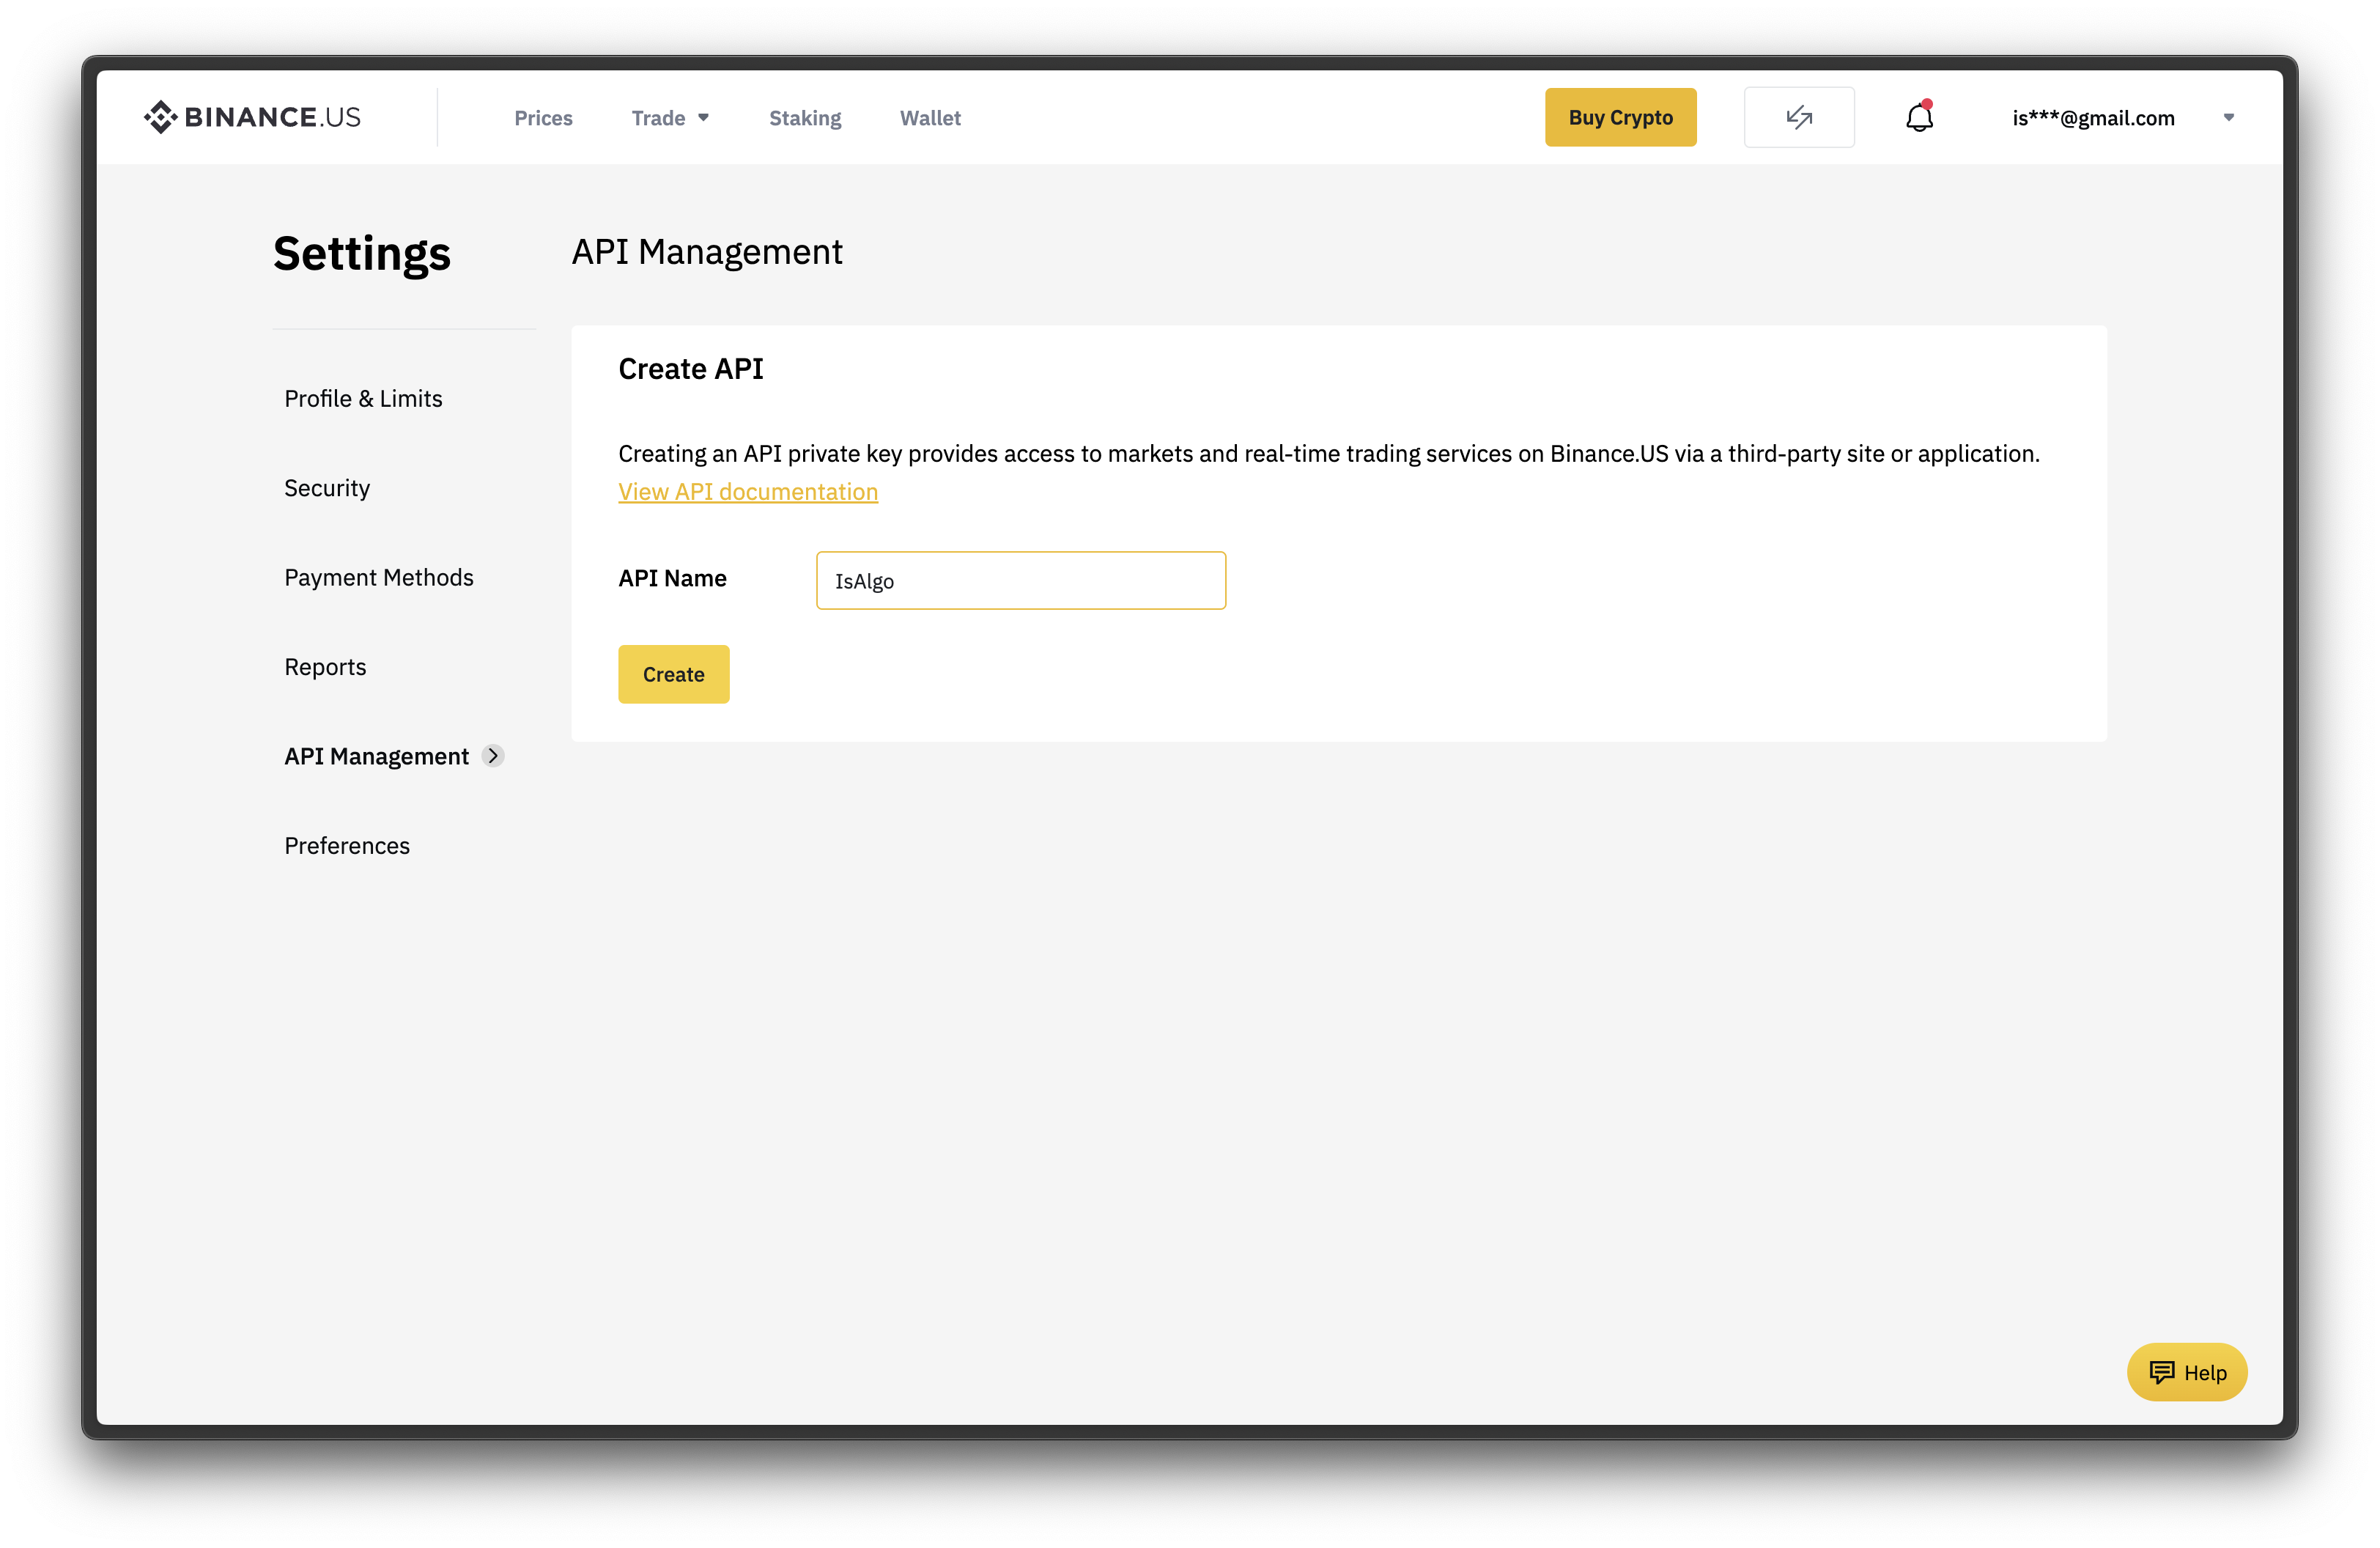 BINANCE.US
Prices Trade Staking Wallet Buy Crypto is***@gmail.com
Settings
Profile & Limits
Security
Payment Methods
Reports
API Management
Preferences
API Management
Create API
Creating an API private key provides access to markets and real-time trading services on Binance.US via a third-party site or application.
View API documentation
API Name IsAlgo
Create
Help